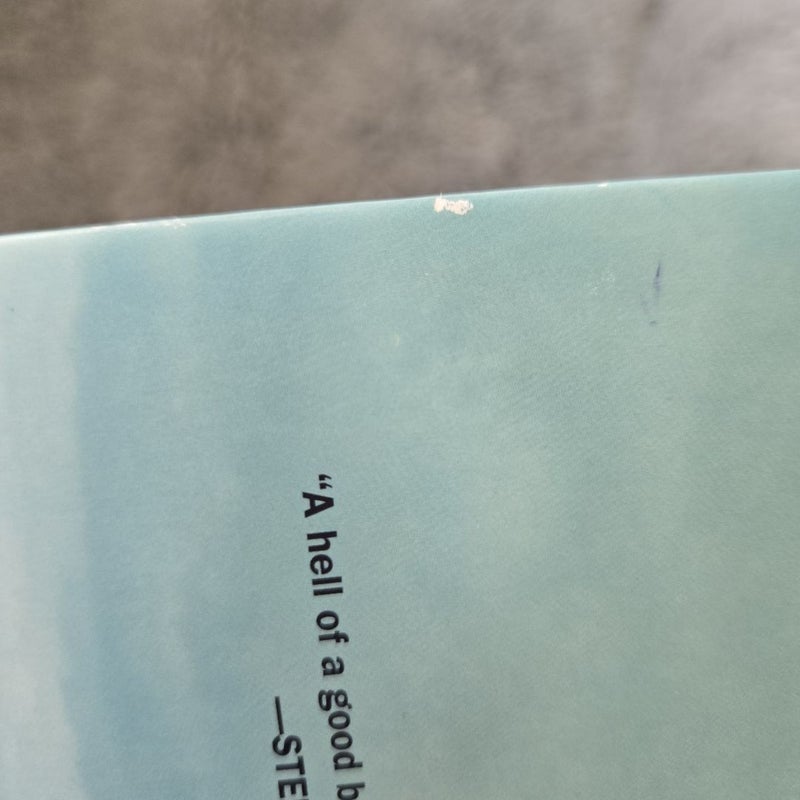 “A hell of a good b
—STE